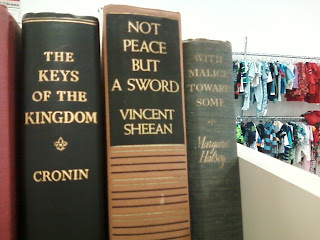 THE
KEYS
OF THE
KINGDOM
CRONIN
NOT
PEACE
BUT
A SWORD
VINCENT
SHEEAN
WITH
MALICE
TOWARD
SOME
Margaret
Halsey